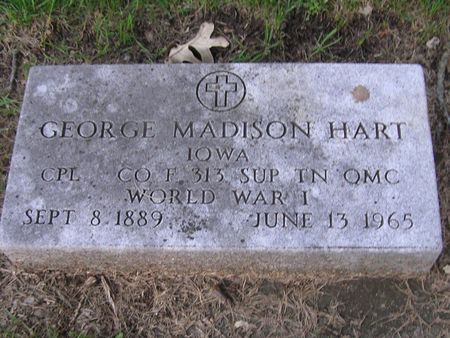 GEORGE MADISON HART
IOWA
CPL CO F 313 SUP TN QMC
WORLD WAR I
SEPT 8 1889 JUNE 13 1965